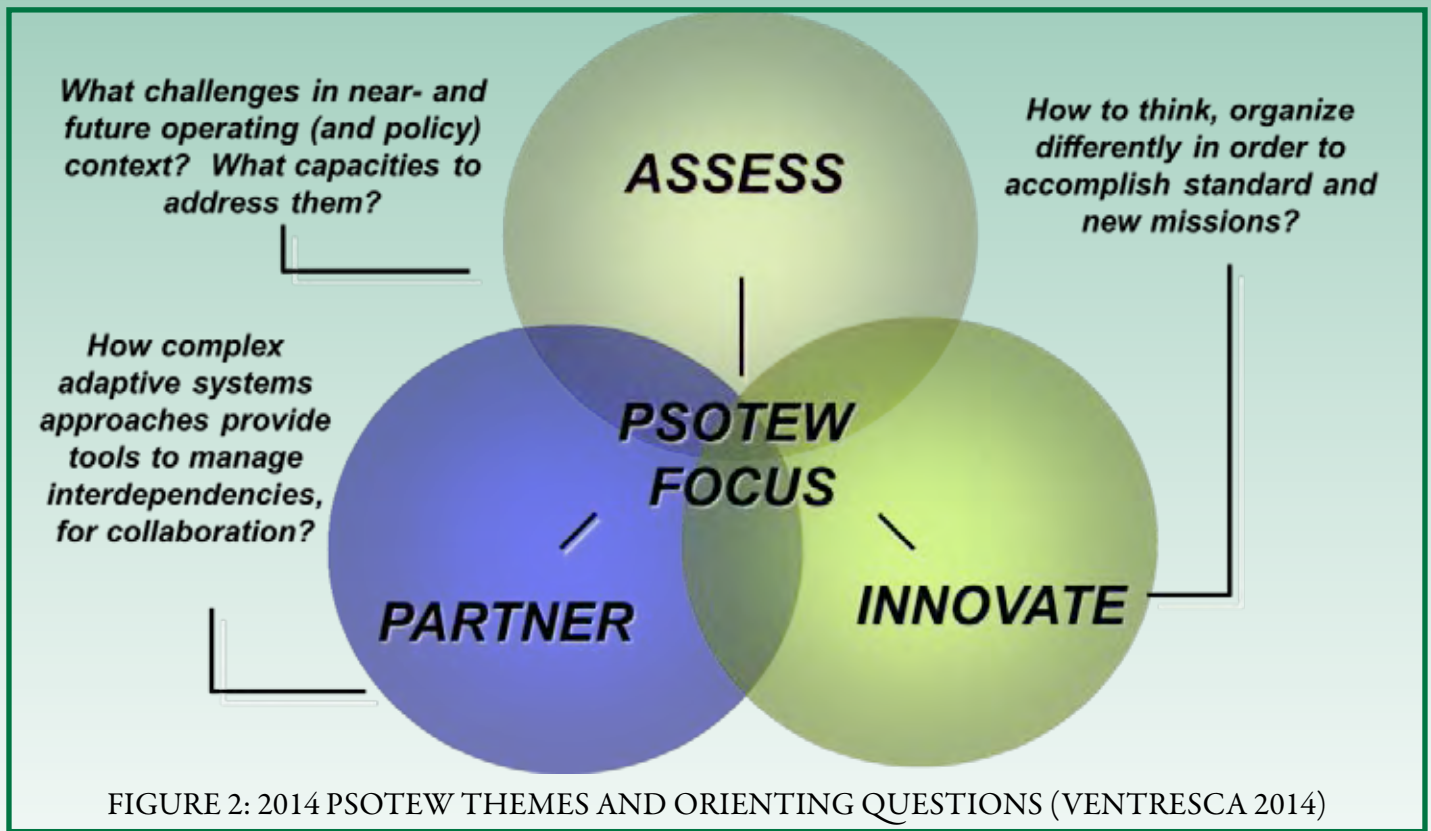 What challenges in near- and
future operating (and policy)
context? What capacities to
address them?
ASSESS
How to think, organize
differently in order to
accomplish standard and
new missions?
How complex
adaptive systems
approaches provide
tools to manage
interdependencies,
for collaboration?
PSOTEW
FOCUS
PARTNER
INNOVATE
FIGURE 2: 2014 PSOTEW THEMES AND ORIENTING QUESTIONS (VENTRESCA 2014)